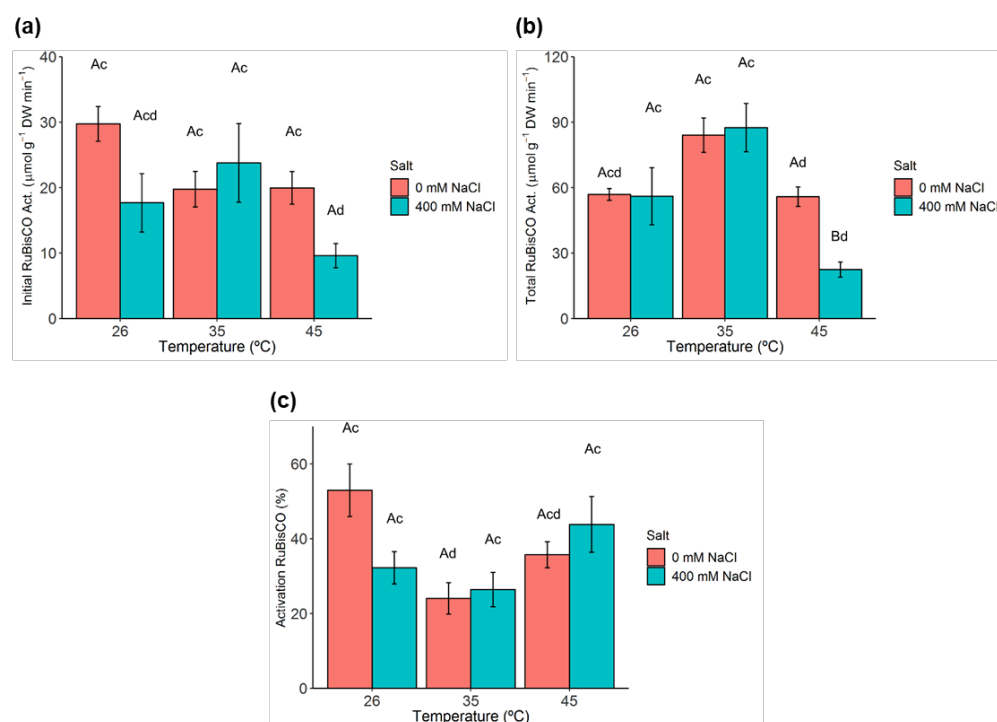 (a)
Initial RuBisCO Act. (μmol g⁻¹ DW min⁻¹)
40
30
20
10
0
Ac
Acd
Ac
Ac
Ac
Ad
26
35
45
Temperature (ºC)
Salt
0 mM NaCl
400 mM NaCl
(b)
Total RuBisCO Act. (μmol g⁻¹ DW min⁻¹)
120
90
60
30
0
Acd
Ac
Ac
Ac
Ad
Bd
26
35
45
Temperature (ºC)
Salt
0 mM NaCl
400 mM NaCl
(c)
Activation RuBisCO (%)
60
40
20
0
Ac
Ac
Ad
Ac
Acd
Ac
26
35
45
Temperature (ºC)
Salt
0 mM NaCl
400 mM NaCl